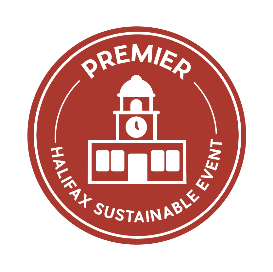 PREMIER
HALIFAX SUSTAINABLE EVENT